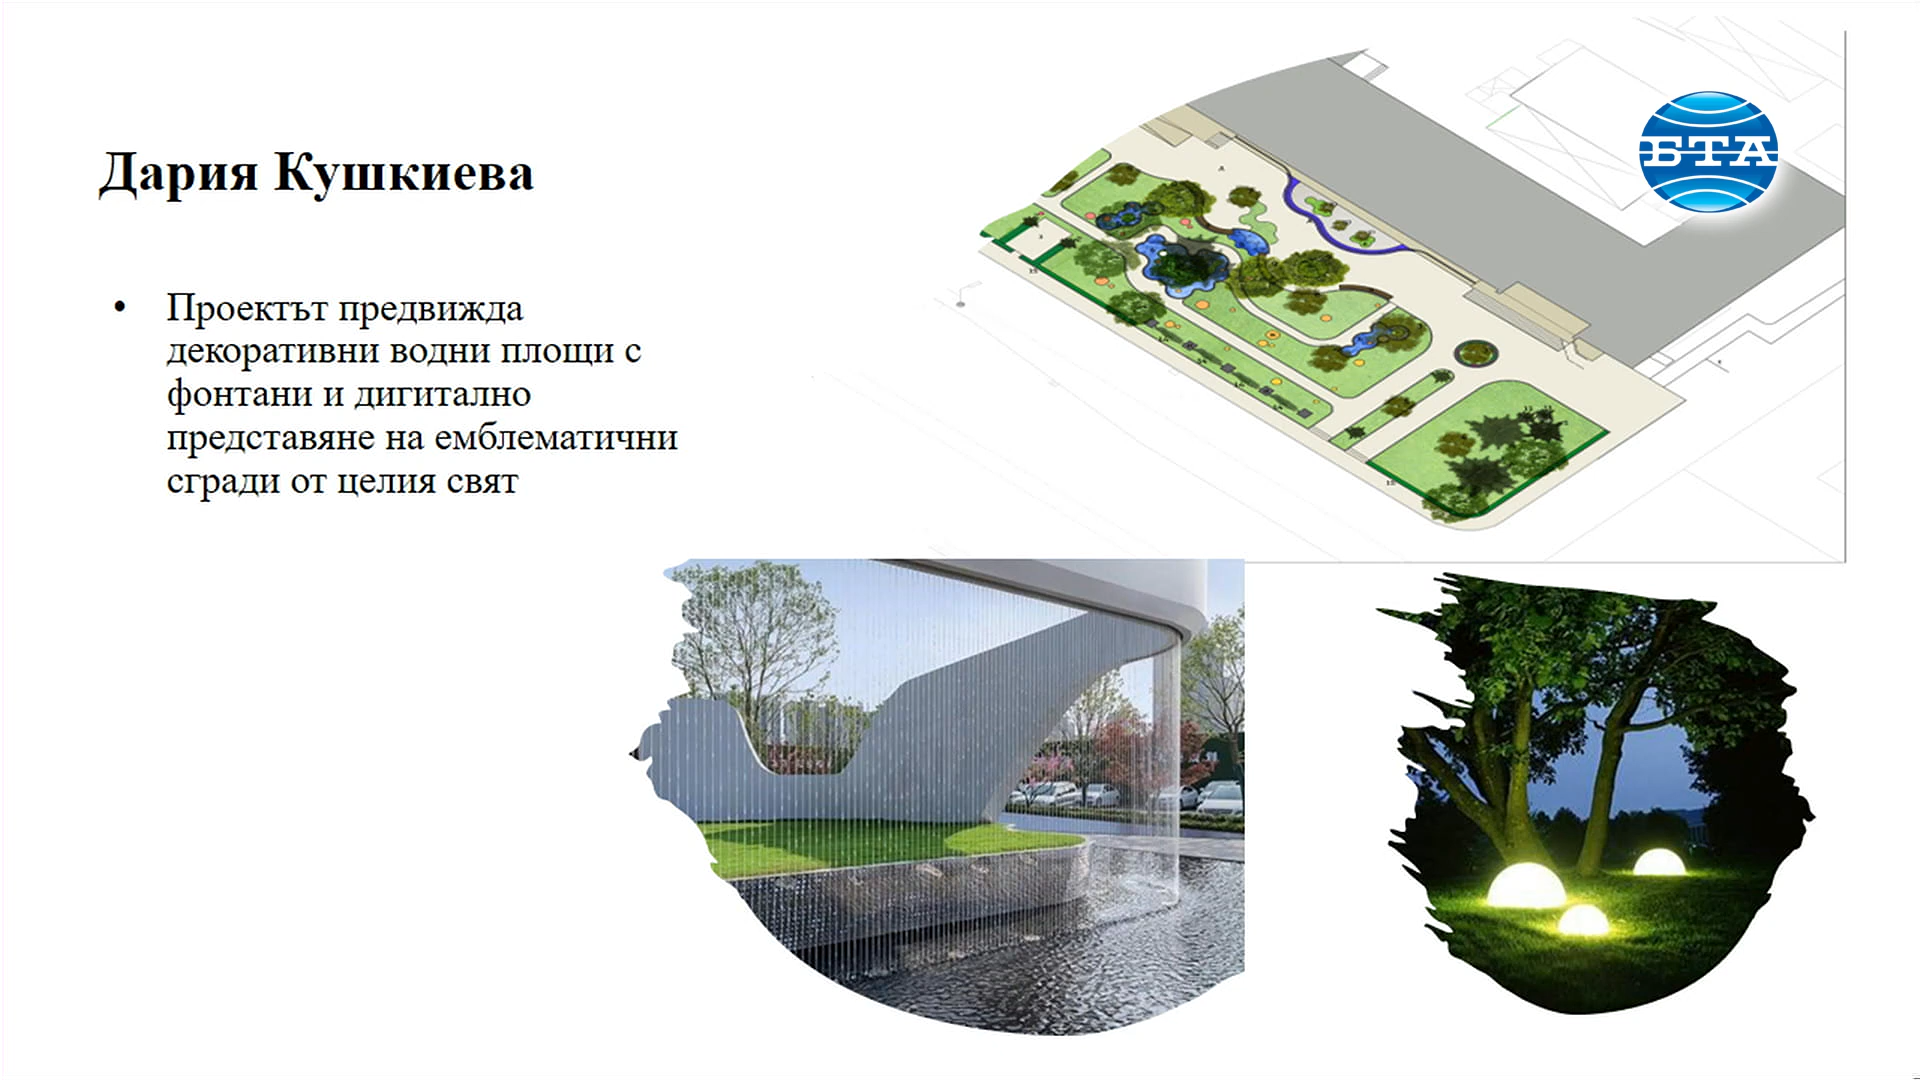 Дария Кушкиева
БТА
• Проектът предвижда
декоративни водни площи с
фонтани и дигитално
представяне на емблематични
сгради от целия свят